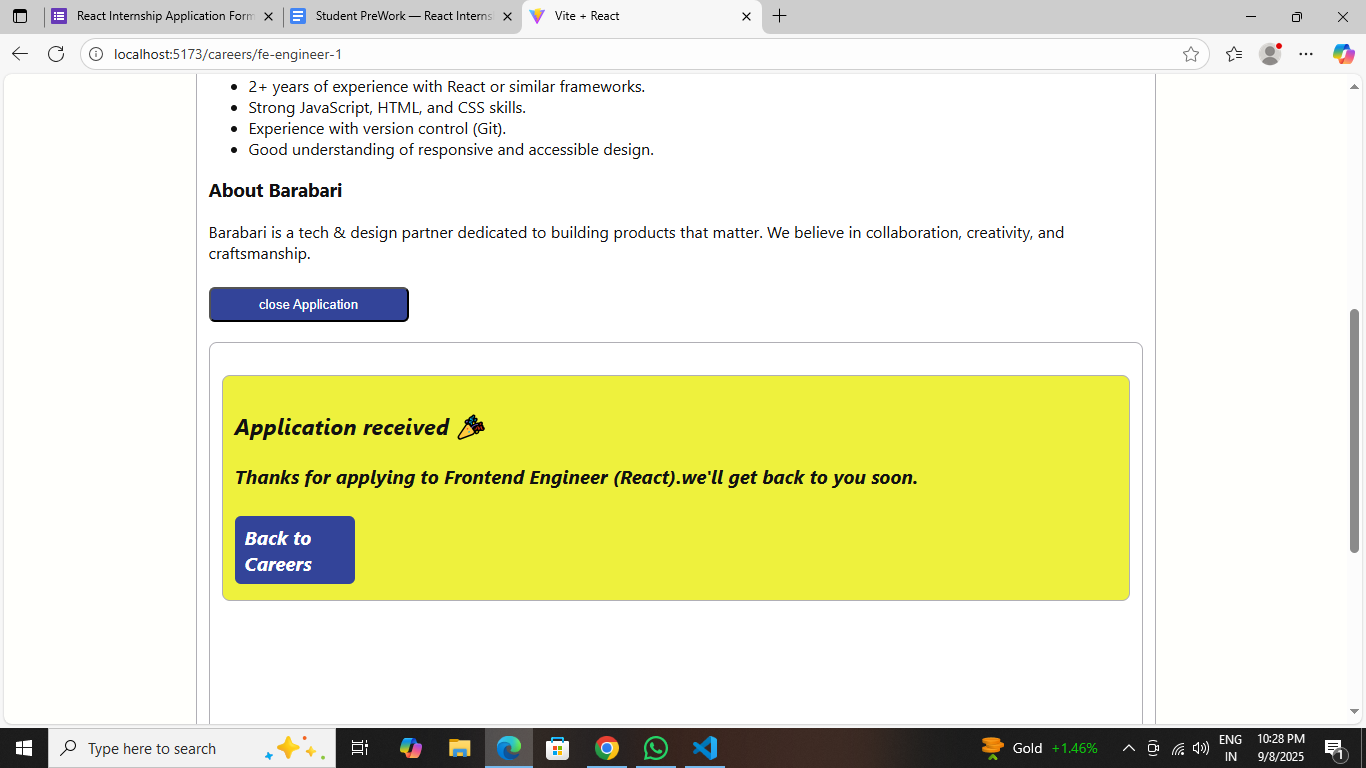 React Internship Application Form
Student PreWork — React Interns
Vite + React
localhost:5173/careers/fe-engineer-1
2+ years of experience with React or similar frameworks.
Strong JavaScript, HTML, and CSS skills.
Experience with version control (Git).
Good understanding of responsive and accessible design.
About Barabari
Barabari is a tech & design partner dedicated to building products that matter. We believe in collaboration, creativity, and
craftsmanship.
close Application
Application received 🎉
Thanks for applying to Frontend Engineer (React).we'll get back to you soon.
Back to
Careers
Type here to search
Gold +1.46%
ENG
IN
10:28 PM
9/8/2025
1